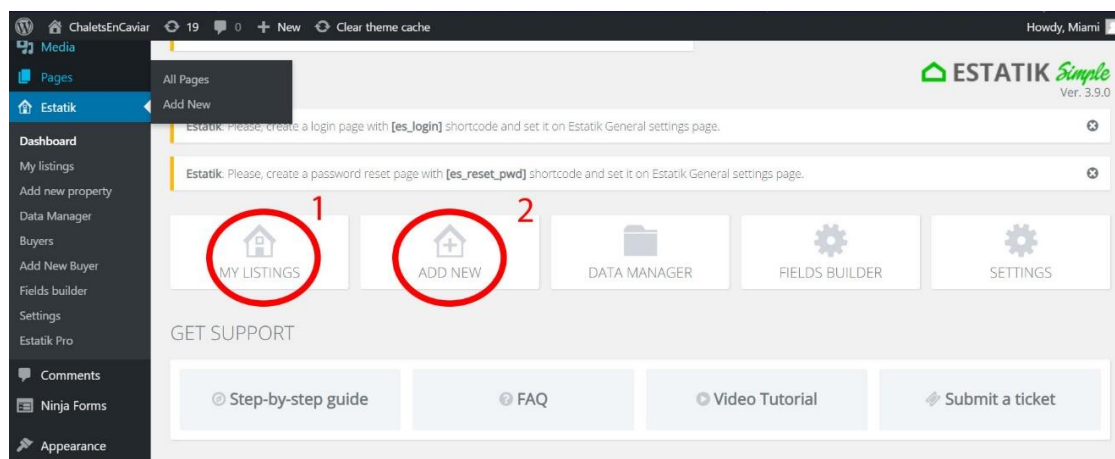 ChaletsEnCaviar 19 0 New Clear theme cache Howdy, Miami
Media
Pages
Estatik
Dashboard
My listings
Add new property
Data Manager
Buyers
Add New Buyer
Fields builder
Settings
Estatik Pro
Comments
Ninja Forms
Appearance
All Pages
Add New
ESTATIK Simple
Ver. 3.9.0
Estatik: Please, create a login page with [es_login] shortcode and set it on Estatik General settings page.
Estatik: Please, create a password reset page with [es_reset_pwd] shortcode and set it on Estatik General settings page.
1 2
MY LISTINGS ADD NEW DATA MANAGER FIELDS BUILDER SETTINGS
GET SUPPORT
Step-by-step guide FAQ Video Tutorial Submit a ticket